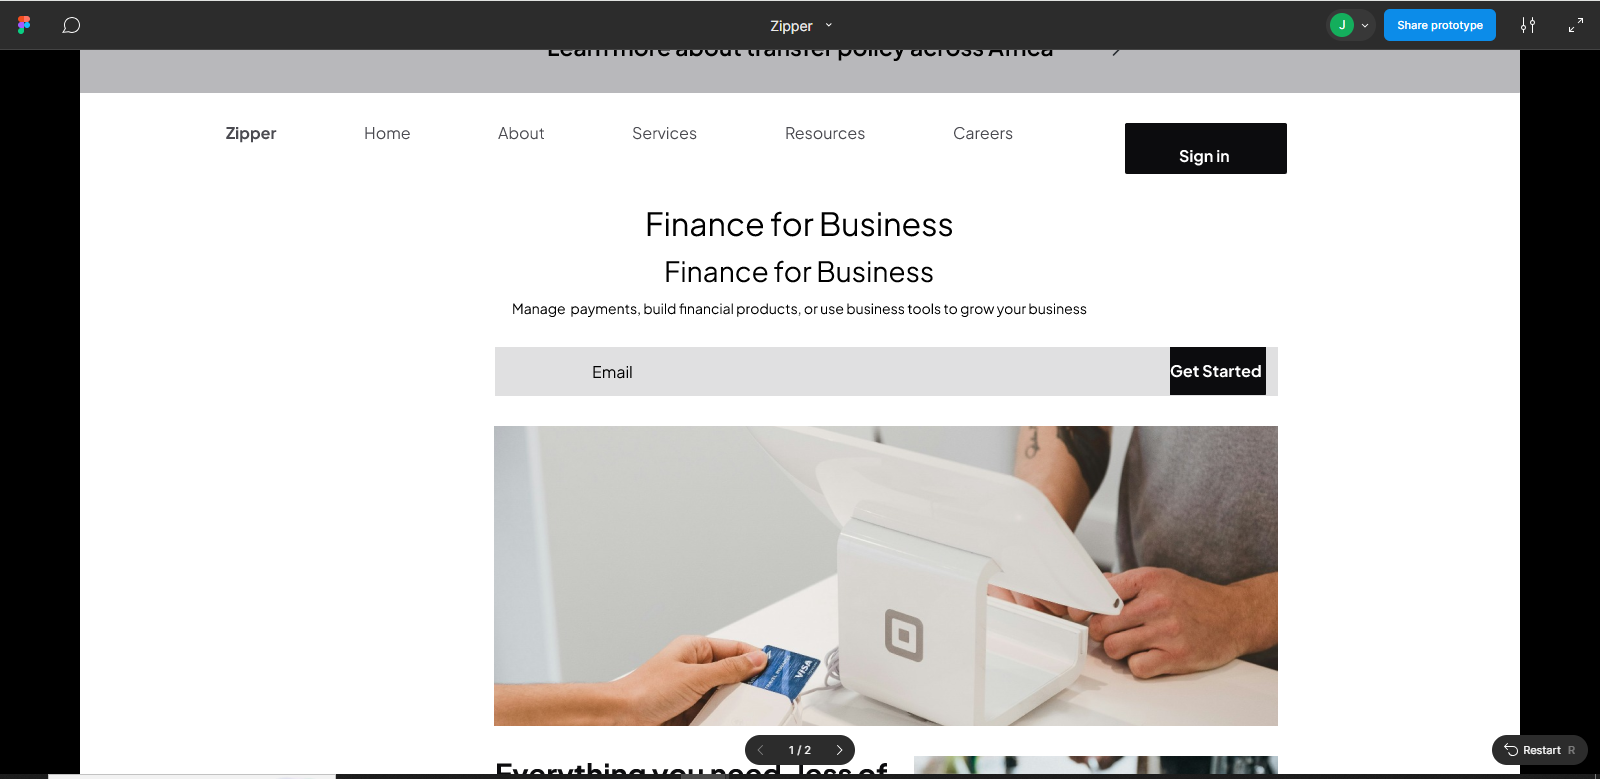 Zipper
J
Share prototype
Learn more about transfer policy across Africa
Zipper Home About Services Resources Careers Sign in
Finance for Business
Finance for Business
Manage payments, build financial products, or use business tools to grow your business
Email Get Started
VISA
1 / 2
Restart R
Everything you need, less of